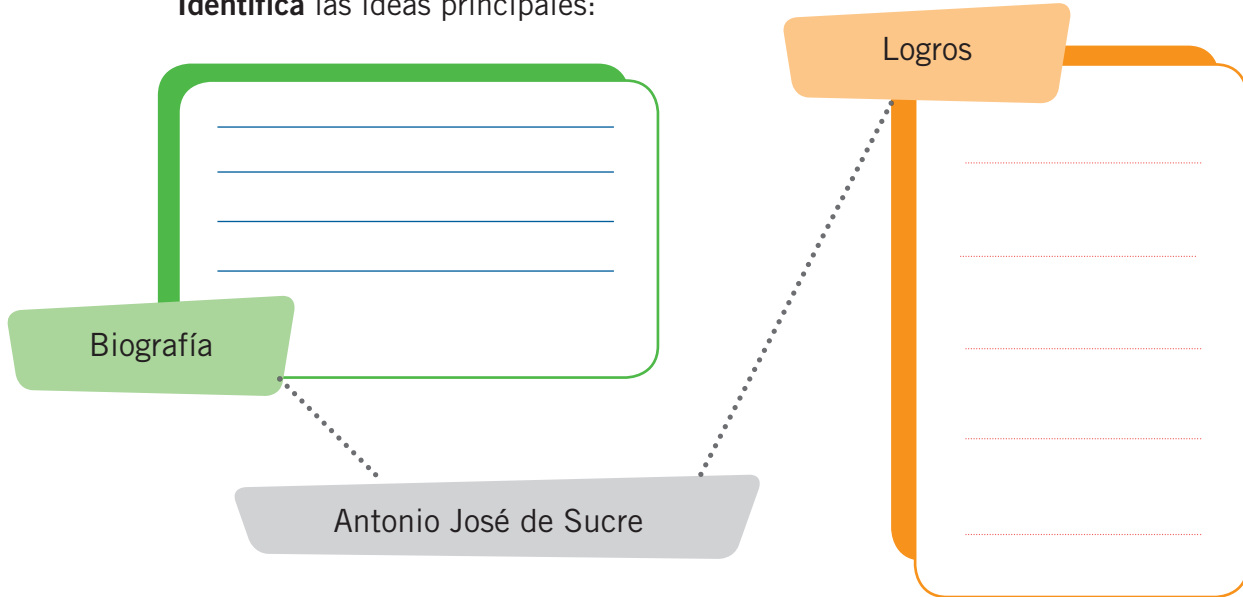 Identifica las ideas principales:
Logros
Biografía
Antonio José de Sucre